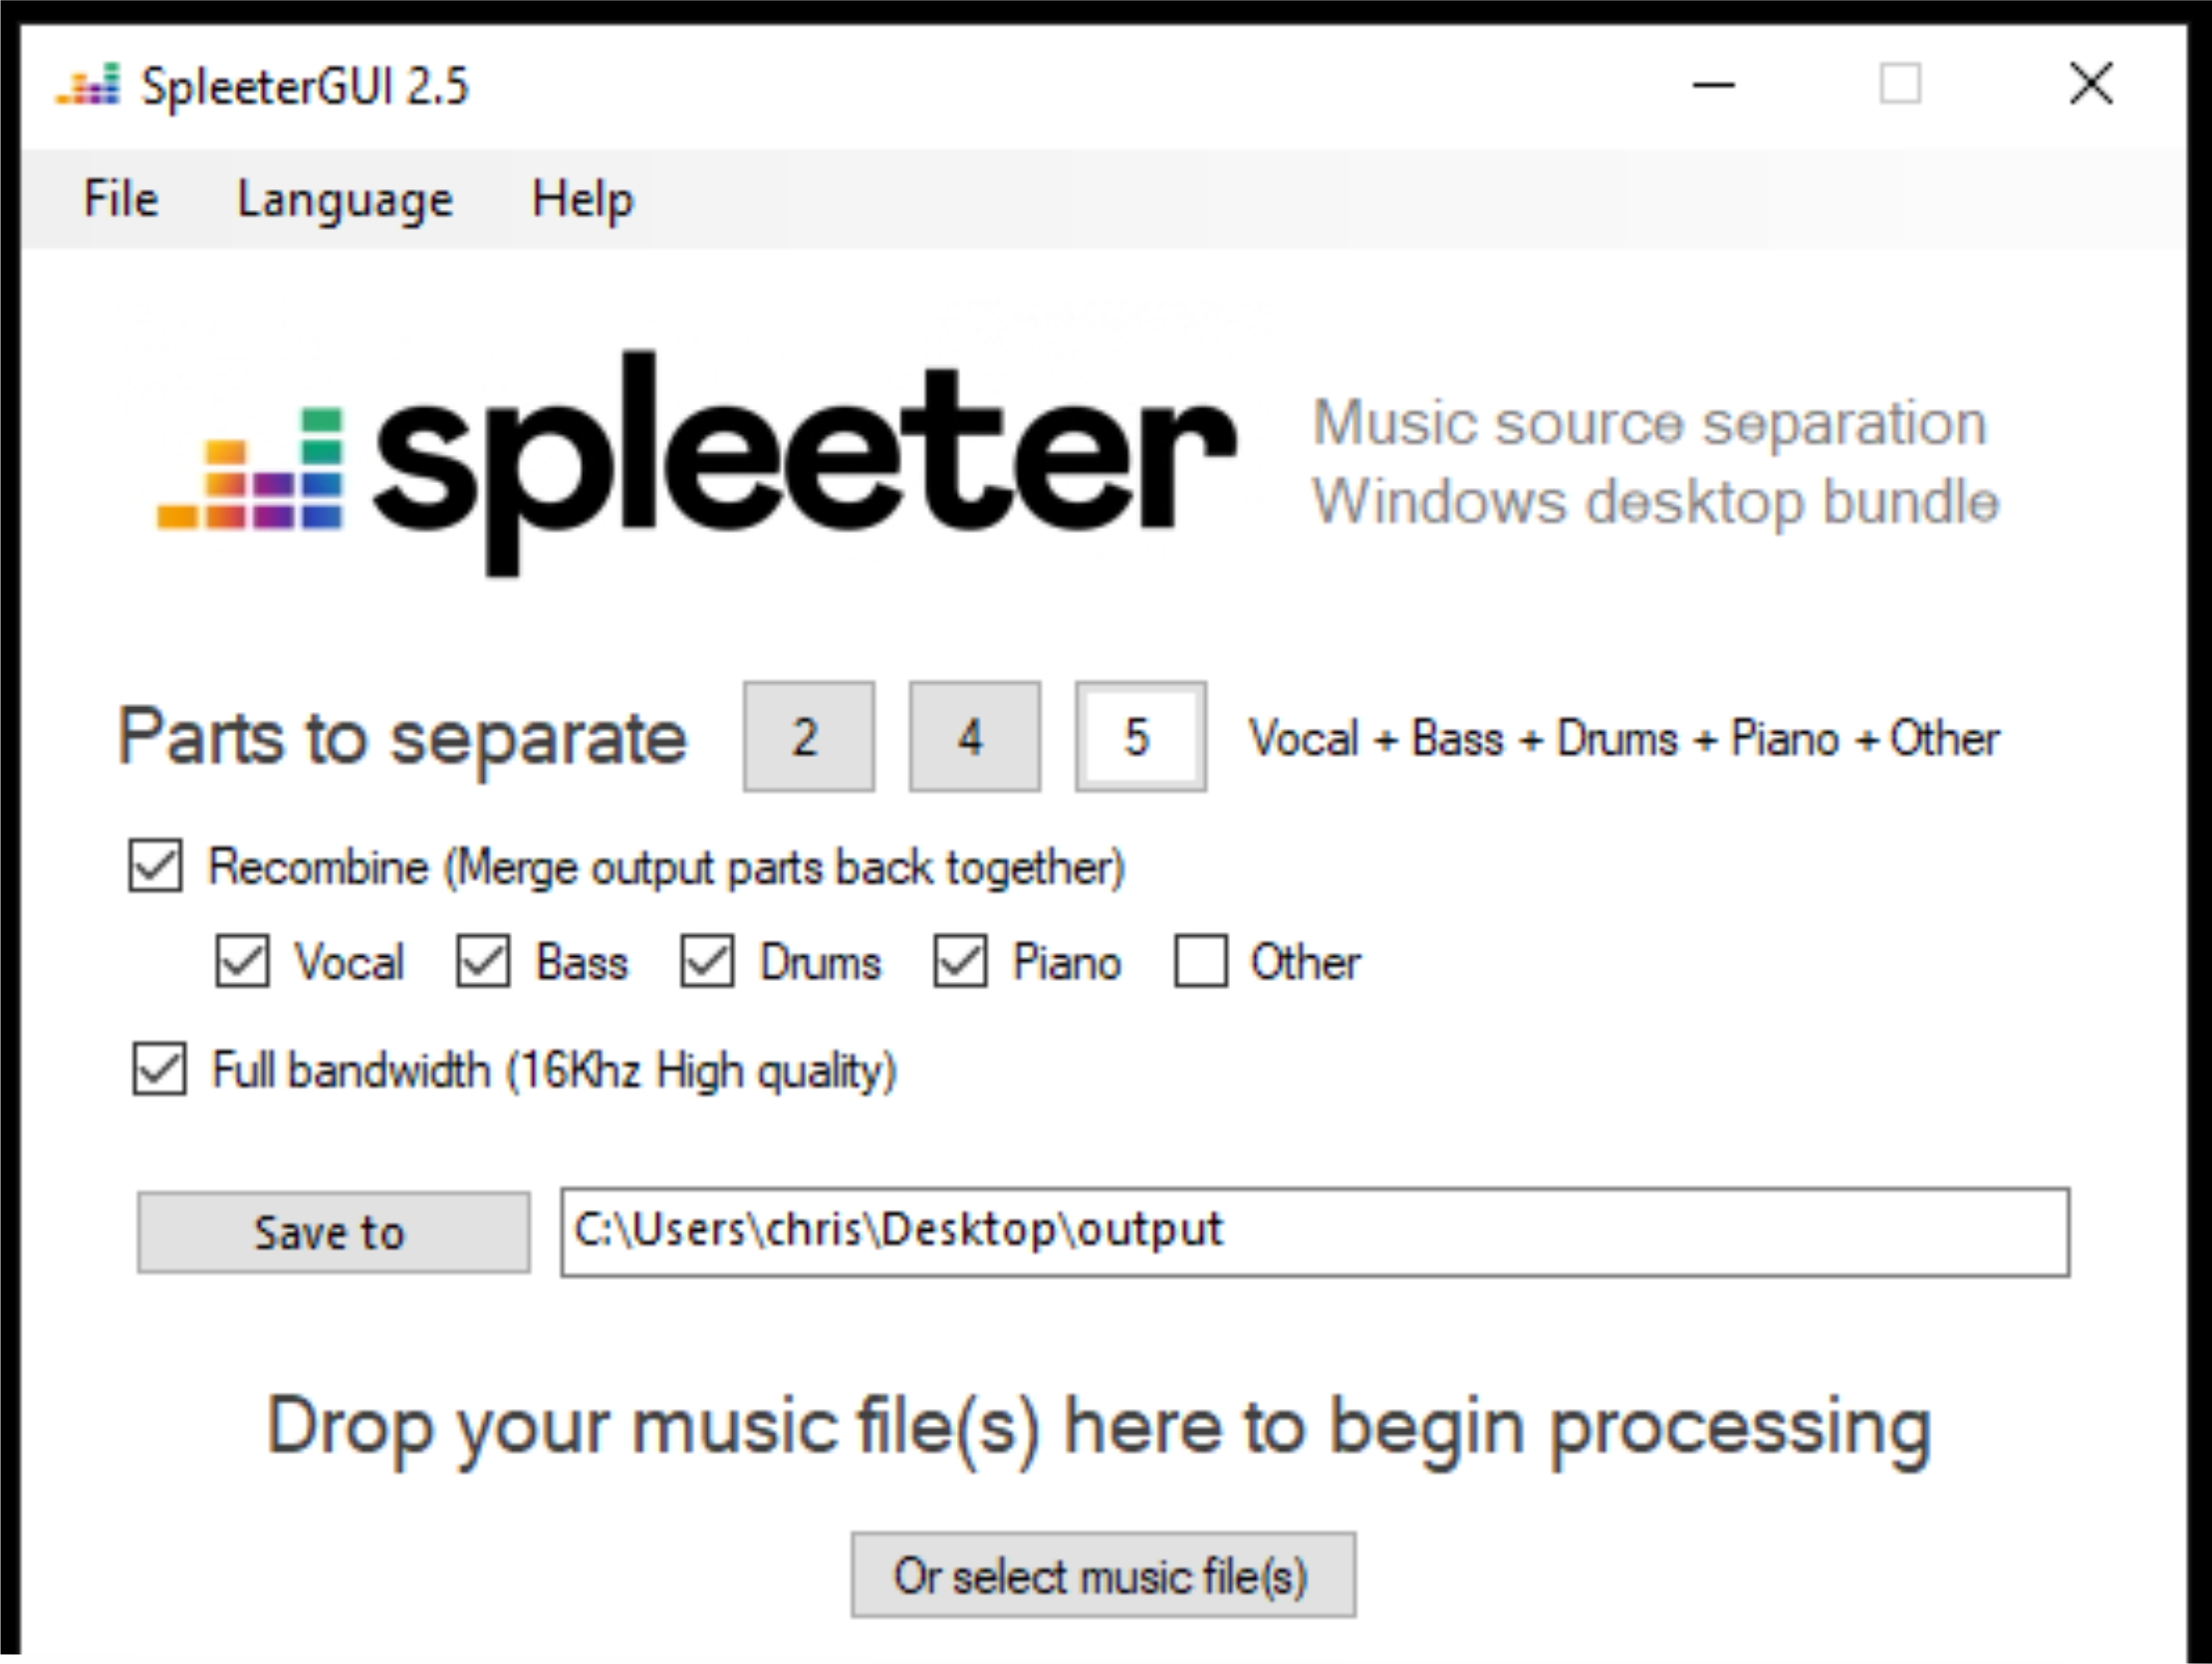 SpleeterGUI 2.5
File Language Help
spleeter
Music source separation
Windows desktop bundle
Parts to separate 2 4 5 Vocal + Bass + Drums + Piano + Other
Recombine (Merge output parts back together)
Vocal Bass Drums Piano Other
Full bandwidth (16Khz High quality)
Save to C:\Users\chris\Desktop\output
Drop your music file(s) here to begin processing
Or select music file(s)